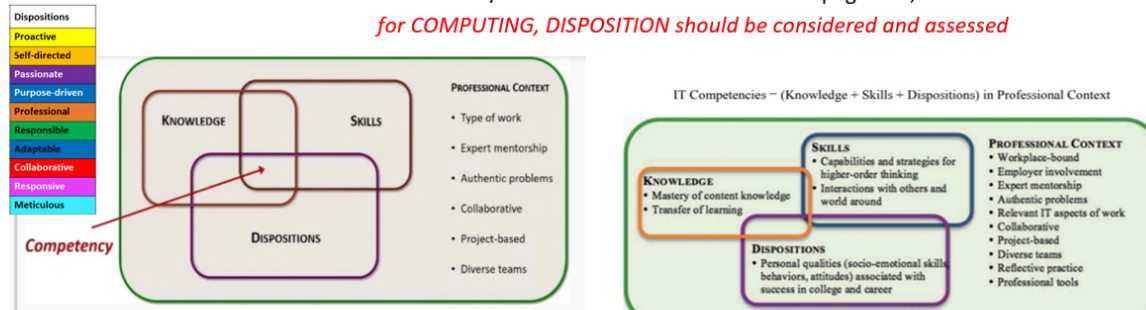 for COMPUTING, DISPOSITION should be considered and assessed
Dispositions
Proactive
Self-directed
Passionate
Purpose-driven
Professional
Responsible
Adaptable
Collaborative
Responsive
Meticulous
Competency
KNOWLEDGE
SKILLS
DISPOSITIONS
PROFESSIONAL CONTEXT
• Type of work
• Expert mentorship
• Authentic problems
• Collaborative
• Project-based
• Diverse teams
IT Competencies = (Knowledge + Skills + Dispositions) in Professional Context
KNOWLEDGE
▪ Mastery of content knowledge
▪ Transfer of learning
SKILLS
▪ Capabilities and strategies for
higher-order thinking
▪ Interactions with others and
world around
DISPOSITIONS
▪ Personal qualities (socio-emotional skills,
behaviors, attitudes) associated with
success in college and career
PROFESSIONAL CONTEXT
▪ Workplace-bound
▪ Employer involvement
▪ Expert mentorship
▪ Authentic problems
▪ Relevant IT aspects of work
▪ Collaborative
▪ Project-based
▪ Diverse teams
▪ Reflective practice
▪ Professional tools